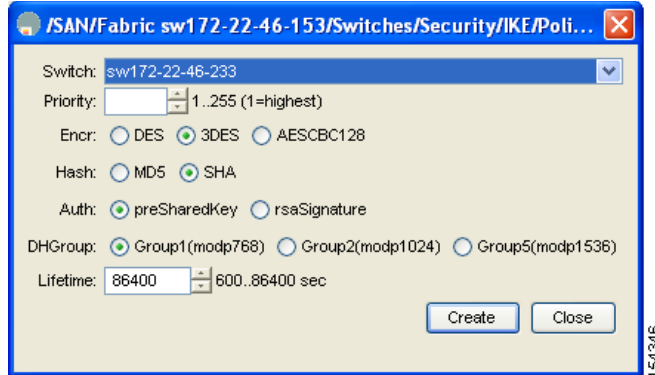 /SAN/Fabric sw172-22-46-153/Switches/Security/IKE/Poli...
Switch: sw172-22-46-233
Priority: 1..255 (1=highest)
Encr: DES 3DES AESCBC128
Hash: MD5 SHA
Auth: preSharedKey rsaSignature
DHGroup: Group1(modp768) Group2(modp1024) Group5(modp1536)
Lifetime: 86400 600..86400 sec
Create Close
154346